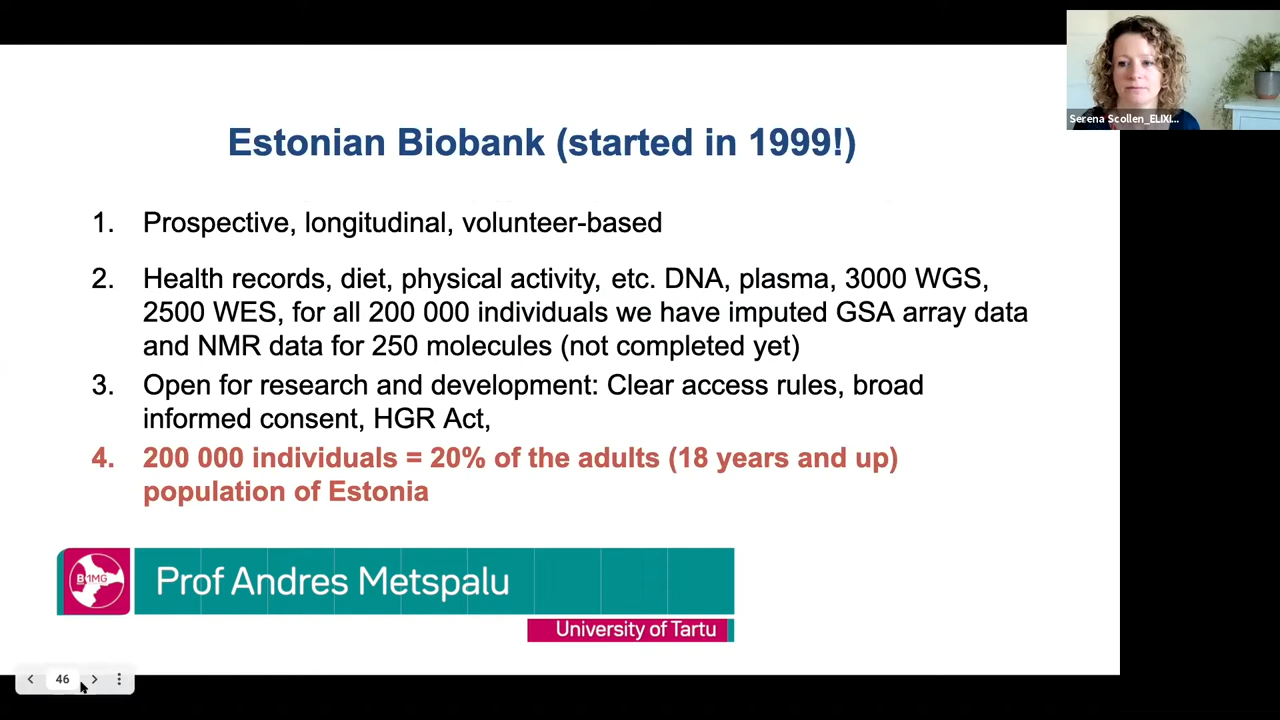 Serena Scollen_ELIXI...
Estonian Biobank (started in 1999!)
1. Prospective, longitudinal, volunteer-based
2. Health records, diet, physical activity, etc. DNA, plasma, 3000 WGS,
2500 WES, for all 200 000 individuals we have imputed GSA array data
and NMR data for 250 molecules (not completed yet)
3. Open for research and development: Clear access rules, broad
informed consent, HGR Act,
4. 200 000 individuals = 20% of the adults (18 years and up)
population of Estonia
B1MG
Prof Andres Metspalu
University of Tartu
46